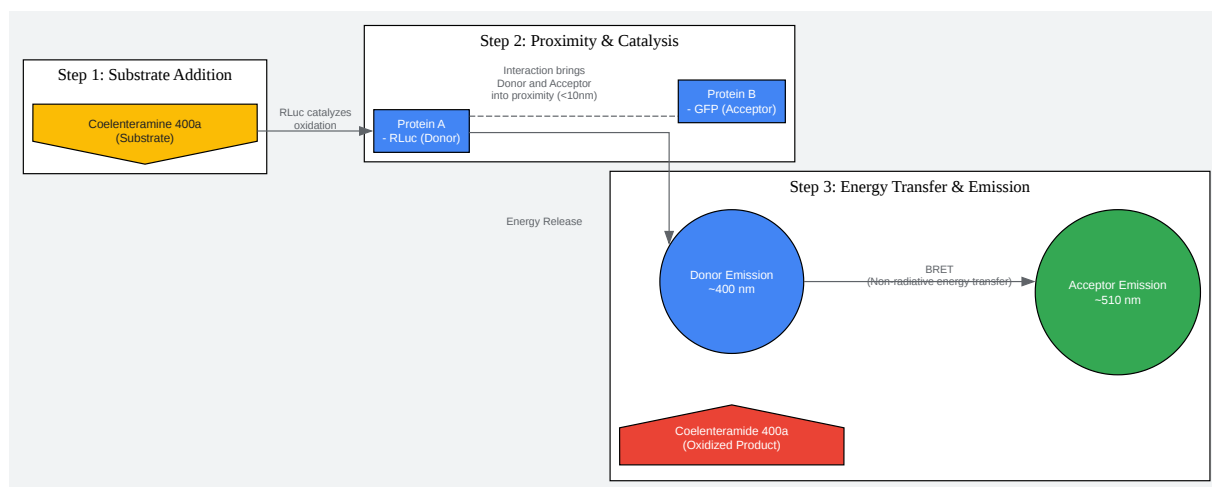 Step 1: Substrate Addition
Coelenteramine 400a
(Substrate)
RLuc catalyzes
oxidation
Step 2: Proximity & Catalysis
Interaction brings
Donor and Acceptor
into proximity (<10nm)
Protein A
- RLuc (Donor)
Protein B
- GFP (Acceptor)
Energy Release
Step 3: Energy Transfer & Emission
Donor Emission
~400 nm
BRET
(Non-radiative energy transfer)
Acceptor Emission
~510 nm
Coelenteramide 400a
(Oxidized Product)